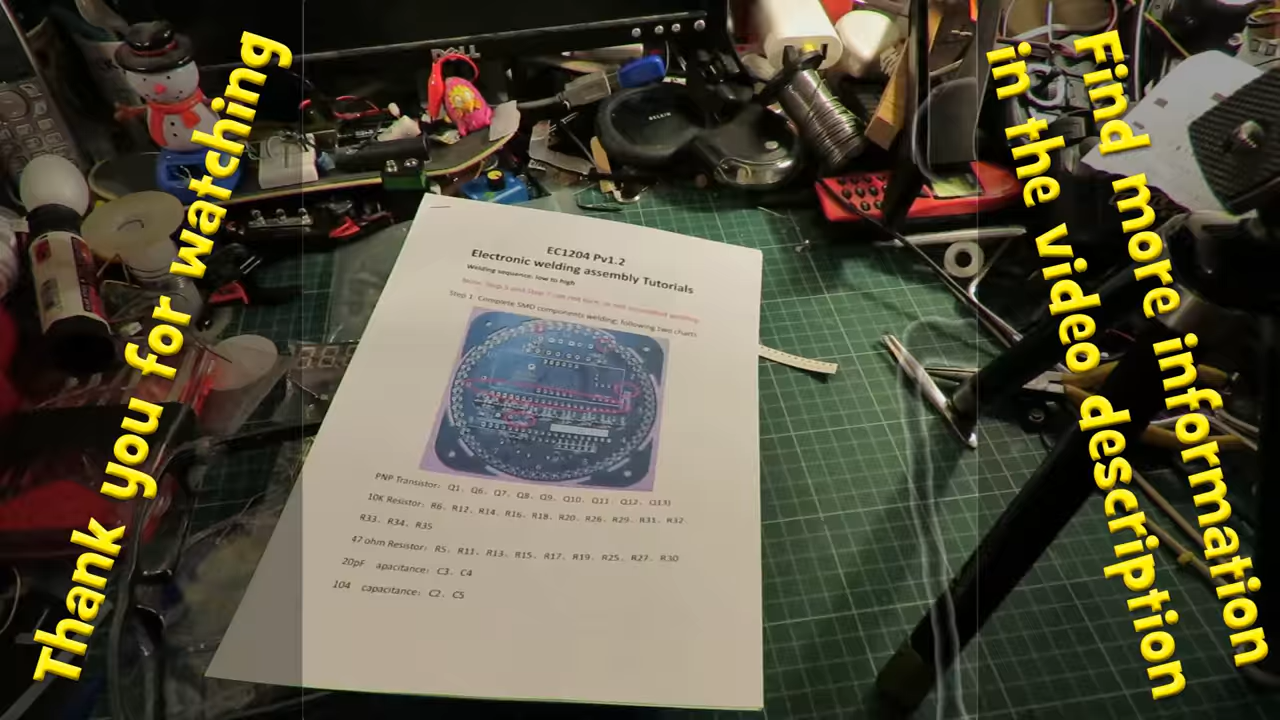 Thank you for watching
Find more information
in the video description
DELL
BELKIN
EC1204 Pv1.2
Electronic welding assembly Tutorials
Welding sequence: low to high
Step 1: Complete SMD components welding; following two charts
PNP Transistor: Q1、Q6、Q7、Q8、Q9、Q10、Q11、Q12、Q13)
10K Resistor: R6、R12、R14、R16、R18、R20、R26、R29、R31、R32
R33、R34、R35
47 ohm Resistor: R5、R11、R13、R15、R17、R19、R25、R27、R30
20pF apacitance: C3、C4
104 capacitance: C2、C5